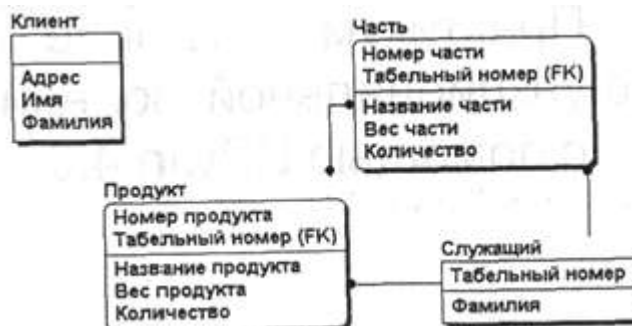 Клиент
Адрес
Имя
Фамилия
Часть
Номер части
Табельный номер (FK)
Название части
Вес части
Количество
Продукт
Номер продукта
Табельный номер (FK)
Название продукта
Вес продукта
Количество
Служащий
Табельный номер
Фамилия